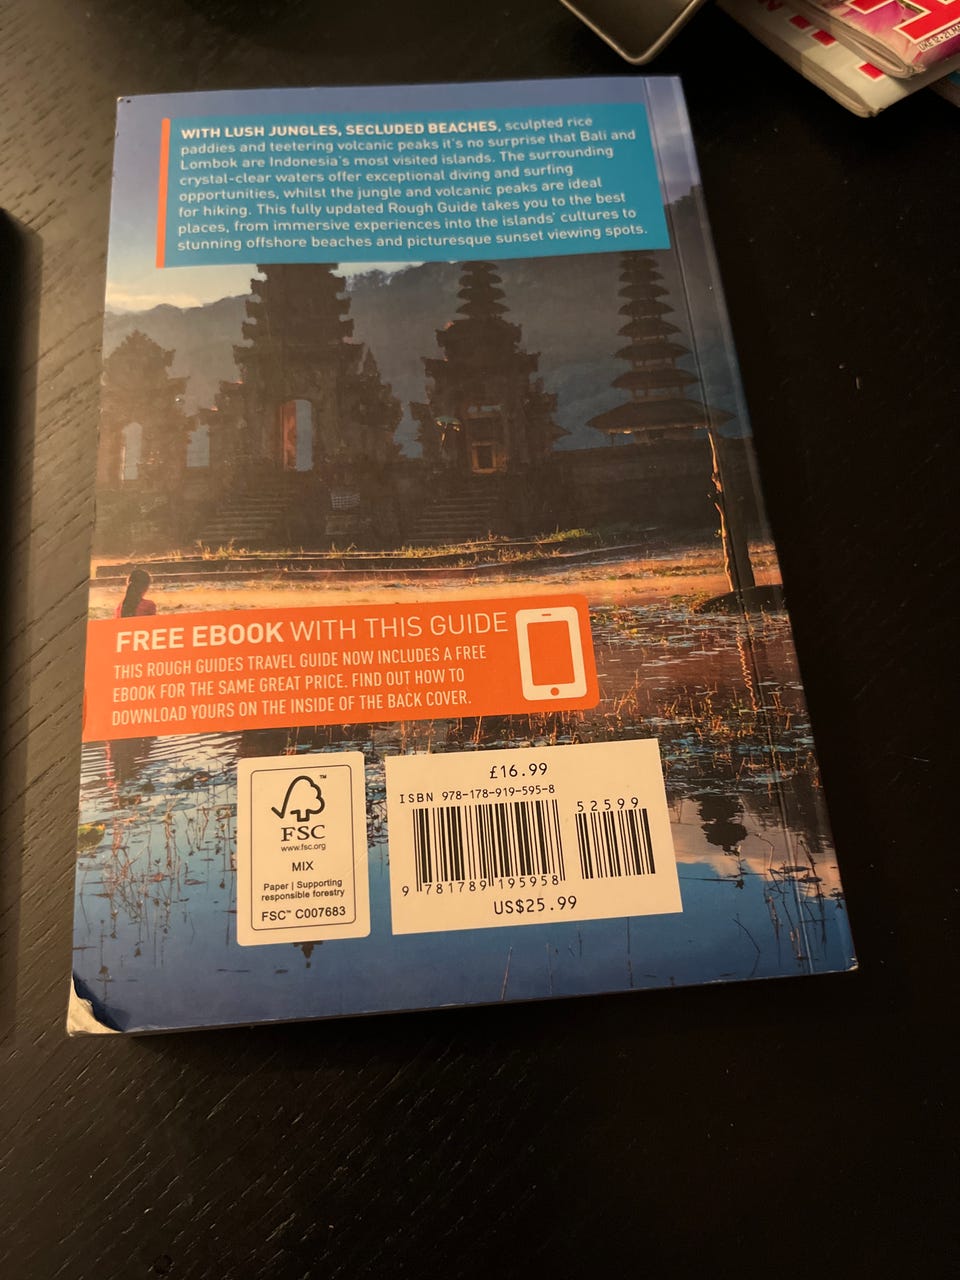 WITH LUSH JUNGLES, SECLUDED BEACHES, sculpted rice
paddies and teetering volcanic peaks it's no surprise that Bali and
Lombok are Indonesia's most visited islands. The surrounding
crystal-clear waters offer exceptional diving and surfing
opportunities, whilst the jungle and volcanic peaks are ideal
for hiking. This fully updated Rough Guide takes you to the best
places, from immersive experiences into the islands' cultures to
stunning offshore beaches and picturesque sunset viewing spots.
FREE EBOOK WITH THIS GUIDE
THIS ROUGH GUIDES TRAVEL GUIDE NOW INCLUDES A FREE
EBOOK FOR THE SAME GREAT PRICE. FIND OUT HOW TO
DOWNLOAD YOURS ON THE INSIDE OF THE BACK COVER.
™
FSC
www.fsc.org
MIX
Paper | Supporting
responsible forestry
FSC™ C007683
£16.99
ISBN 978-178-919-595-8
52599
9 781789 195958
US$25.99